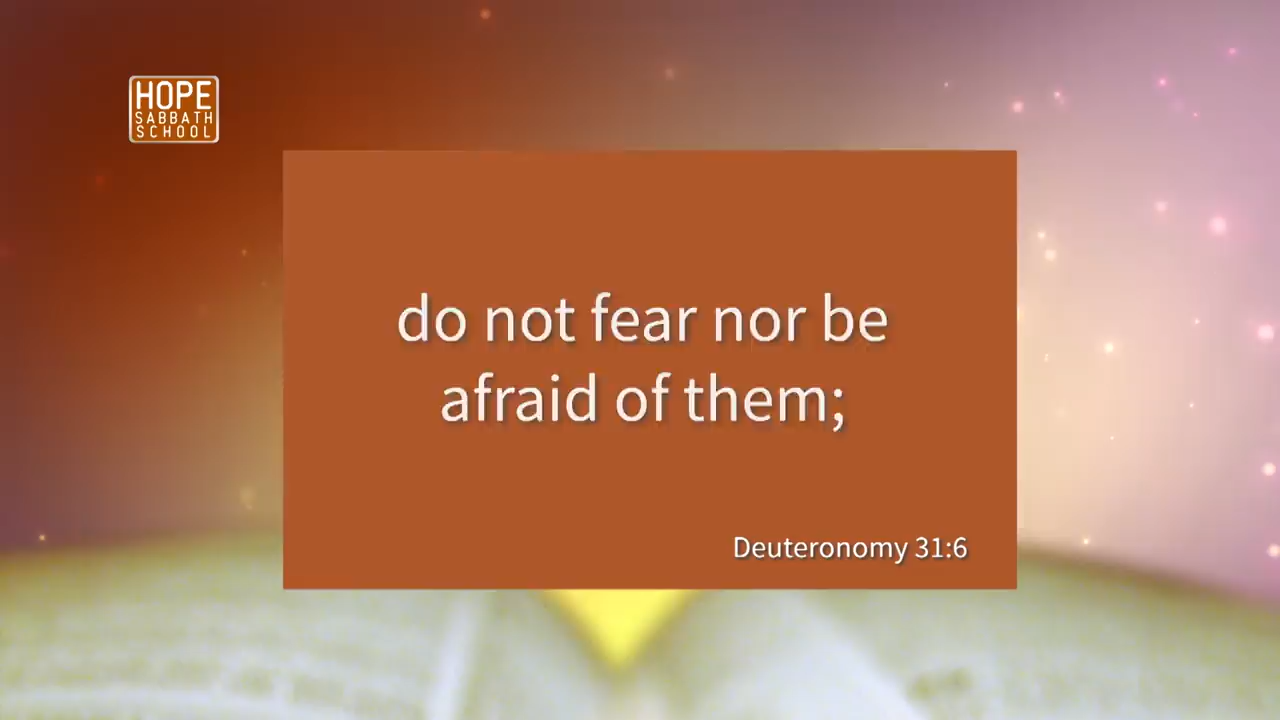 HOPE
SABBATH
SCHOOL
do not fear nor be
afraid of them;
Deuteronomy 31:6